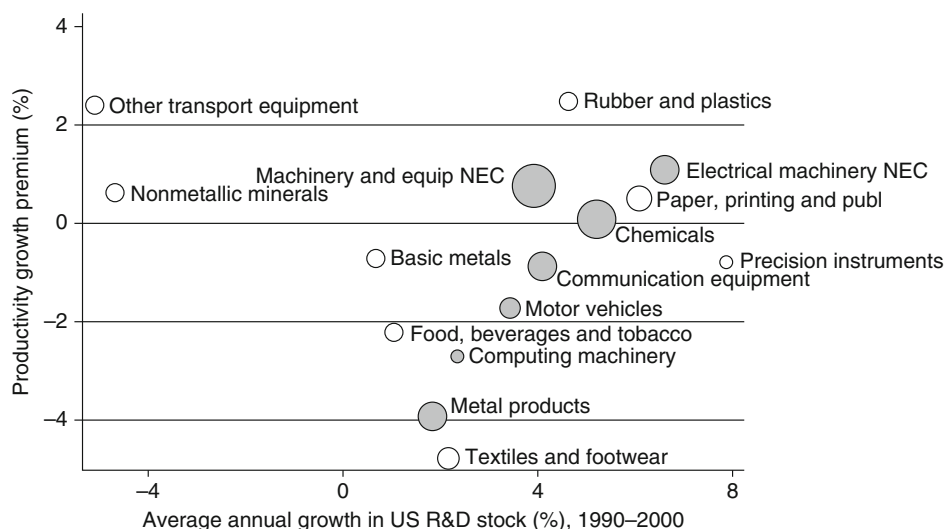 4
Rubber and plastics
Other transport equipment
2
Machinery and equip NEC
Electrical machinery NEC
Nonmetallic minerals
Paper, printing and publ
0
Chemicals
Basic metals
Precision instruments
Communication equipment
Motor vehicles
–2
Food, beverages and tobacco
Computing machinery
Metal products
–4
Textiles and footwear
Productivity growth premium (%)
–4 0 4 8
Average annual growth in US R&D stock (%), 1990–2000